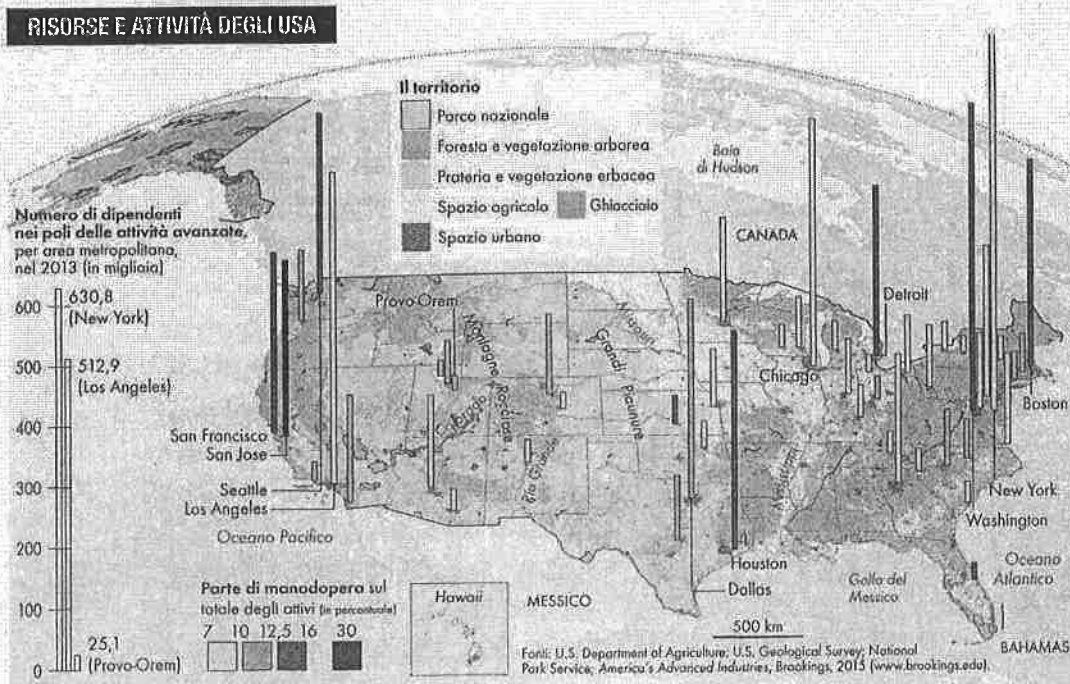 RISORSE E ATTIVITÀ DEGLI USA
Il territorio
Parco nazionale
Foresta e vegetazione arborea
Prateria e vegetazione erbacea
Spazio agricolo
Ghiacciaio
Spazio urbano
Baia
di Hudson
CANADA
Numero di dipendenti
nei poli delle attività avanzate,
per area metropolitana,
nel 2013 (in migliaia)
600
500
400
300
200
100
0
630,8
(New York)
512,9
(Los Angeles)
25,1
(Provo-Orem)
Provo-Orem
Montagne Rocciose
Missouri
Grandi Pianure
Detroit
Chicago
Boston
San Francisco
San Jose
Seattle
Los Angeles
Oceano Pacifico
Rio Grande
Mississippi
New York
Washington
Houston
Dallas
Golfo del
Messico
Oceano
Atlantico
BAHAMAS
Parte di manodopera sul
totale degli attivi (in percentuale)
7 10 12,5 16 30
Hawaii
MESSICO
500 km
Fonti: U.S. Department of Agriculture; U.S. Geological Survey; National
Park Service; America's Advanced Industries, Brookings, 2015 (www.brookings.edu).